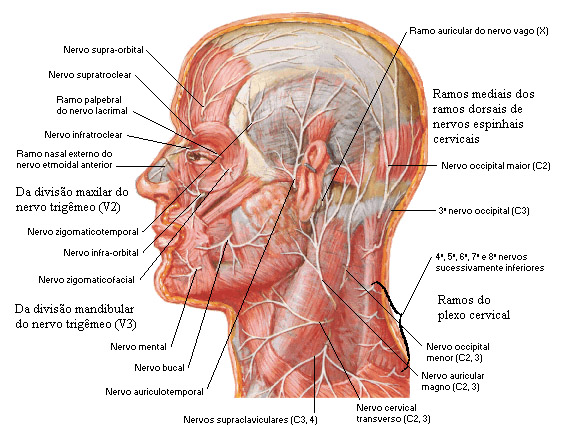 Nervo supra-orbital
Nervo supratroclear
Ramo palpebral
do nervo lacrimal
Nervo infratroclear
Ramo nasal externo do
nervo etmoidal anterior
Da divisão maxilar do
nervo trigêmeo (V2)
Nervo zigomaticotemporal
Nervo infra-orbital
Nervo zigomaticofacial
Da divisão mandibular
do nervo trigêmeo (V3)
Nervo mental
Nervo bucal
Nervo auriculotemporal
Nervos supraclaviculares (C3, 4)
Ramo auricular do nervo vago (X)
Ramos mediais dos
ramos dorsais de
nervos espinhais
cervicais
Nervo occipital maior (C2)
3º nervo occipital (C3)
4º, 5º, 6º, 7º e 8º nervos
sucessivamente inferiores
Ramos do
plexo cervical
Nervo occipital
menor (C2, 3)
Nervo auricular
magno (C2, 3)
Nervo cervical
transverso (C2, 3)